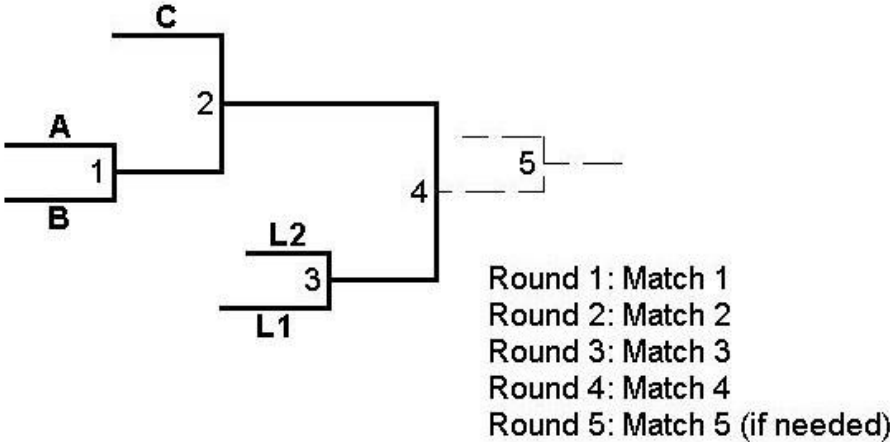 C
2
A
1
B
5
4
L2
3
L1
Round 1: Match 1
Round 2: Match 2
Round 3: Match 3
Round 4: Match 4
Round 5: Match 5 (if needed)